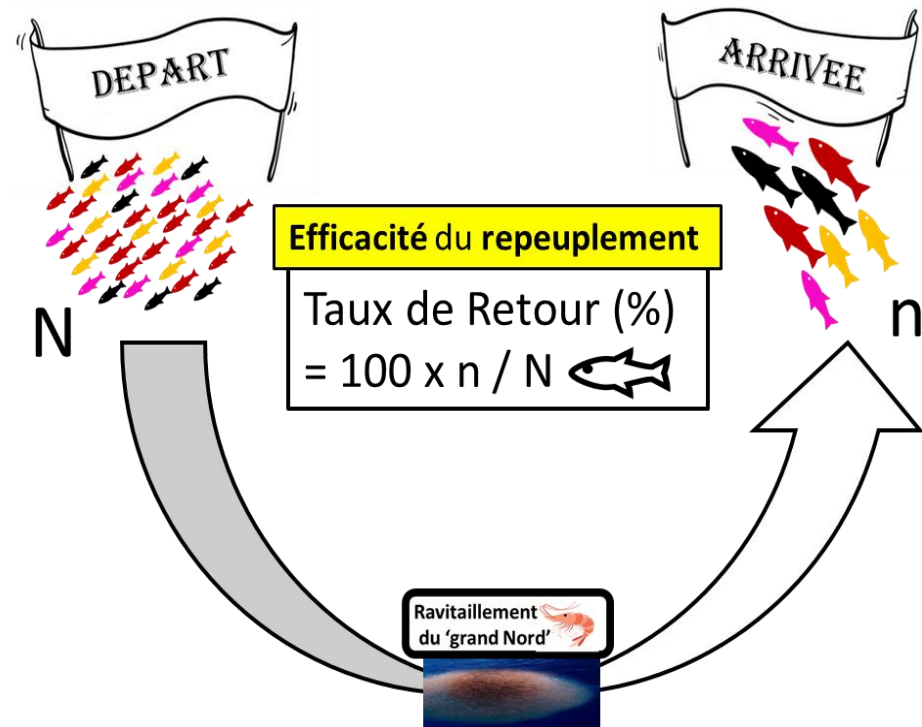 DEPART
ARRIVEE
Efficacité du repeuplement
Taux de Retour (%)
= 100 x n / N
N
n
Ravitaillement
du ‘grand Nord’